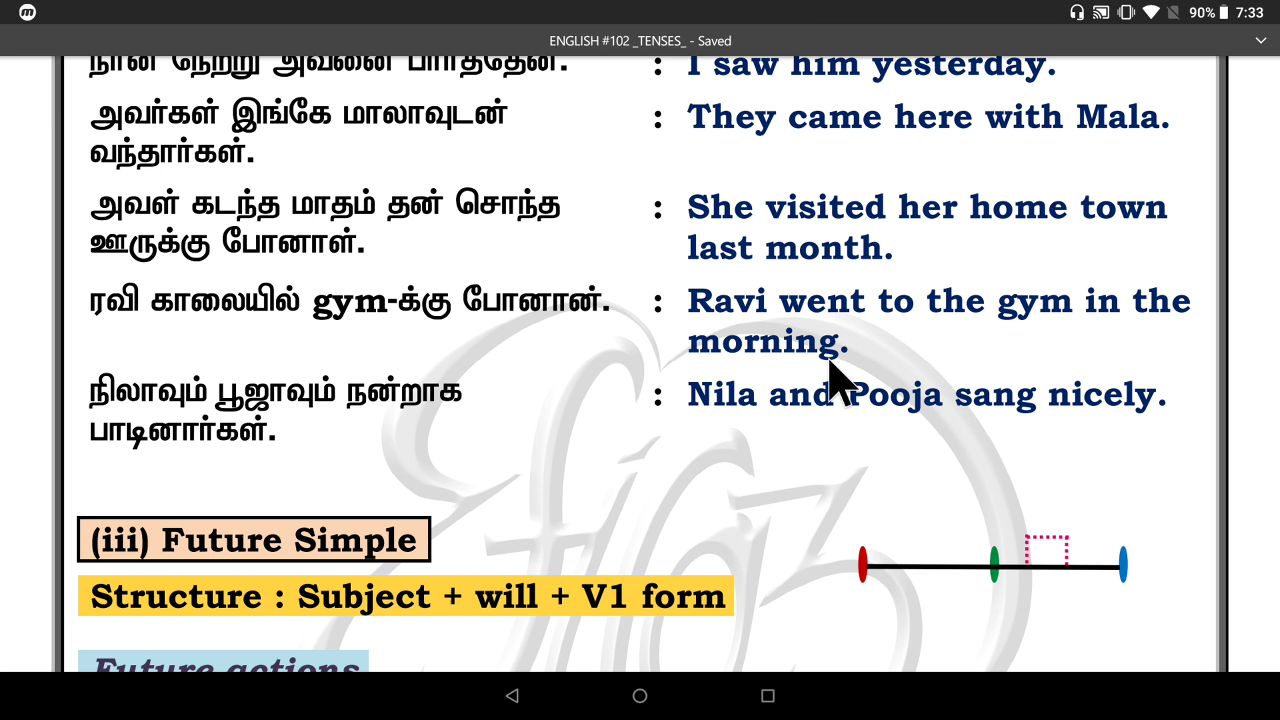 90% 7:33
ENGLISH #102 _TENSES_ - Saved
நான் நேற்று அவனை பார்த்தேன். : I saw him yesterday.
அவர்கள் இங்கே மாலாவுடன் : They came here with Mala.
வந்தார்கள்.
அவள் கடந்த மாதம் தன் சொந்த : She visited her home town
ஊருக்கு போனாள். last month.
ரவி காலையில் gym-க்கு போனான். : Ravi went to the gym in the
morning.
நிலாவும் பூஜாவும் நன்றாக : Nila and Pooja sang nicely.
பாடினார்கள்.
(iii) Future Simple
Structure : Subject + will + V1 form
Future actions